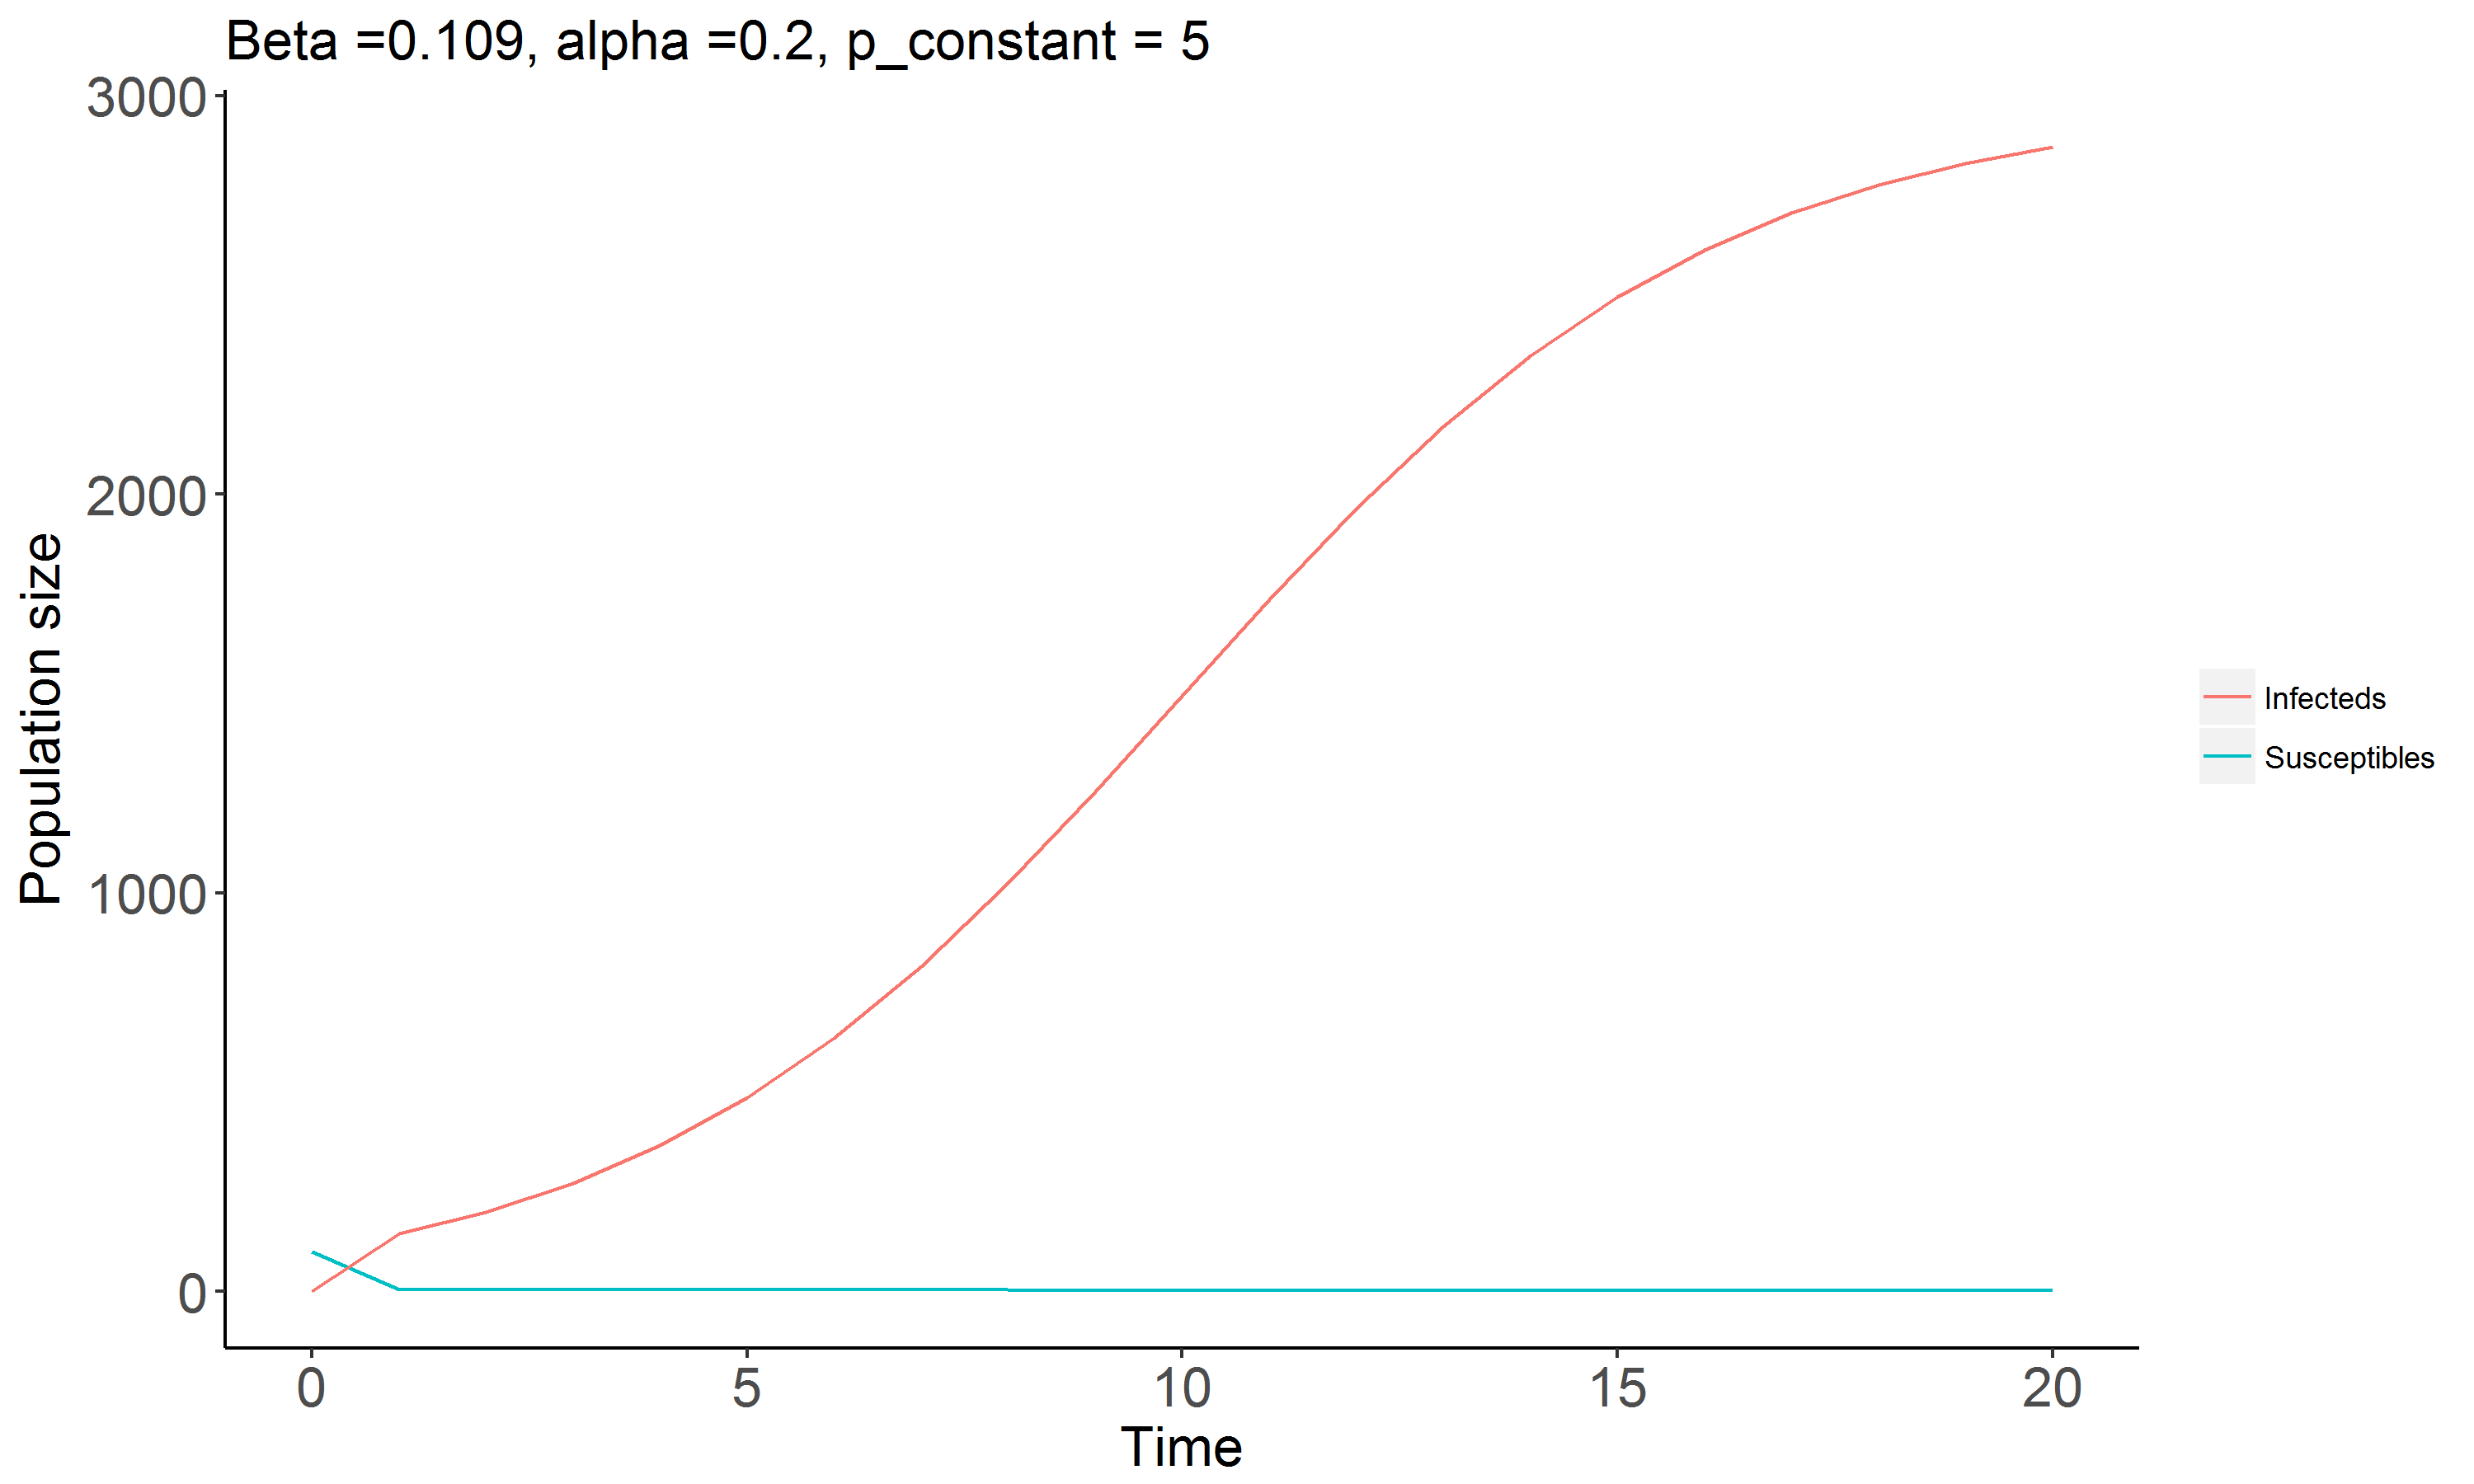 Beta =0.109, alpha =0.2, p_constant = 5
3000
2000
1000
0
Population size
0 5 10 15 20
Time
Infecteds
Susceptibles